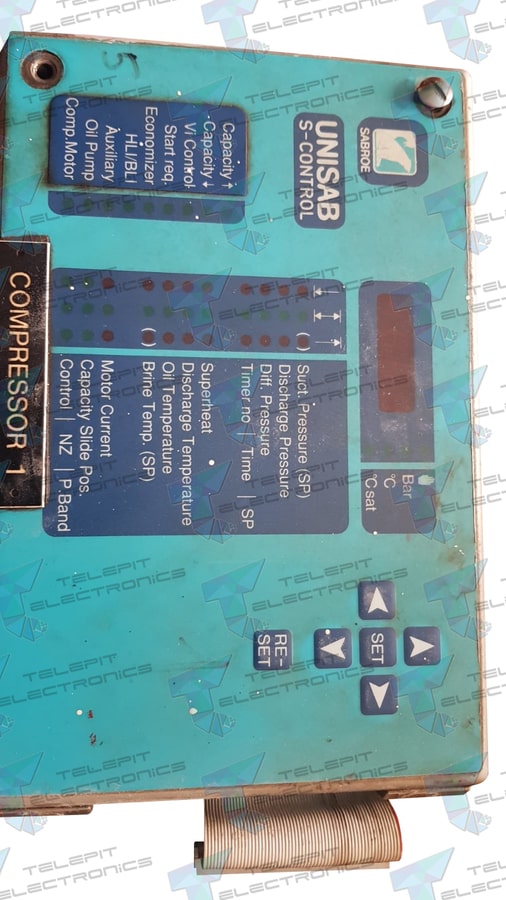 SABROE
UNISAB
S-CONTROL
Capacity ↑
Capacity ↓
Vi Control
Start req.
Economizer
HLI/BLI
Auxiliary
Oil Pump
Comp.Motor
Bar
°C
°C sat
( )
Suct. Pressure (SP)
Discharge Pressure
Diff. Pressure
Timer no | Time | SP
Superheat
Discharge Temperature
Oil Temperature
( )
Brine Temp. (SP)
Motor Current
Capacity Slide Pos.
Control | NZ | P.Band
SET
RE-
SET
COMPRESSOR 1
5
TELEPIT
ELECTRONICS